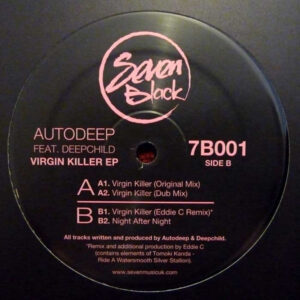 Seven
Black
AUTODEEP
FEAT. DEEPCHILD
VIRGIN KILLER EP
7B001
SIDE B
A
A1. Virgin Killer (Original Mix)
A2. Virgin Killer (Dub Mix)
B
B1. Virgin Killer (Eddie C Remix)*
B2. Night After Night
All tracks written and produced by Autodeep & Deepchild.
*Remix and additional production by Eddie C
(contains elements of Tomoki Kanda -
Ride A Watersmooth Silver Stallion).
www.sevenmusicuk.com